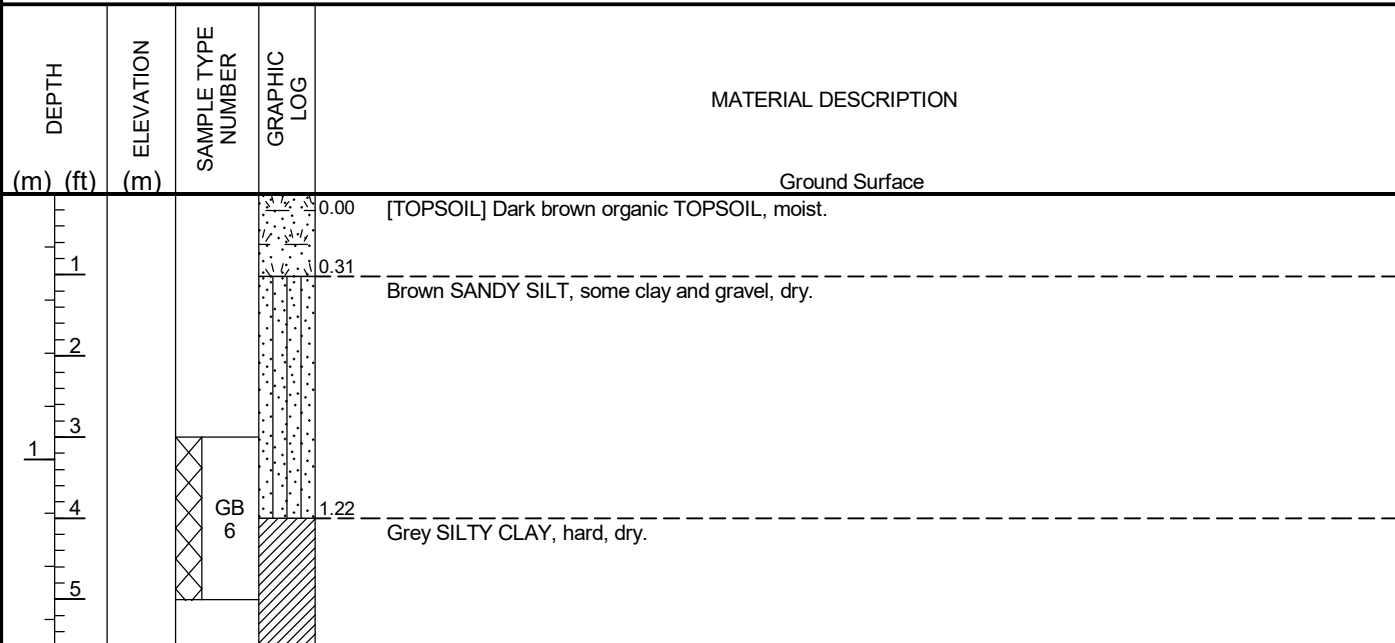 DEPTH
(m) (ft)
ELEVATION
(m)
SAMPLE TYPE
NUMBER
GRAPHIC
LOG
MATERIAL DESCRIPTION
Ground Surface
0.00 [TOPSOIL] Dark brown organic TOPSOIL, moist.
1
0.31
Brown SANDY SILT, some clay and gravel, dry.
2
3
1
4
GB
6
1.22
Grey SILTY CLAY, hard, dry.
5